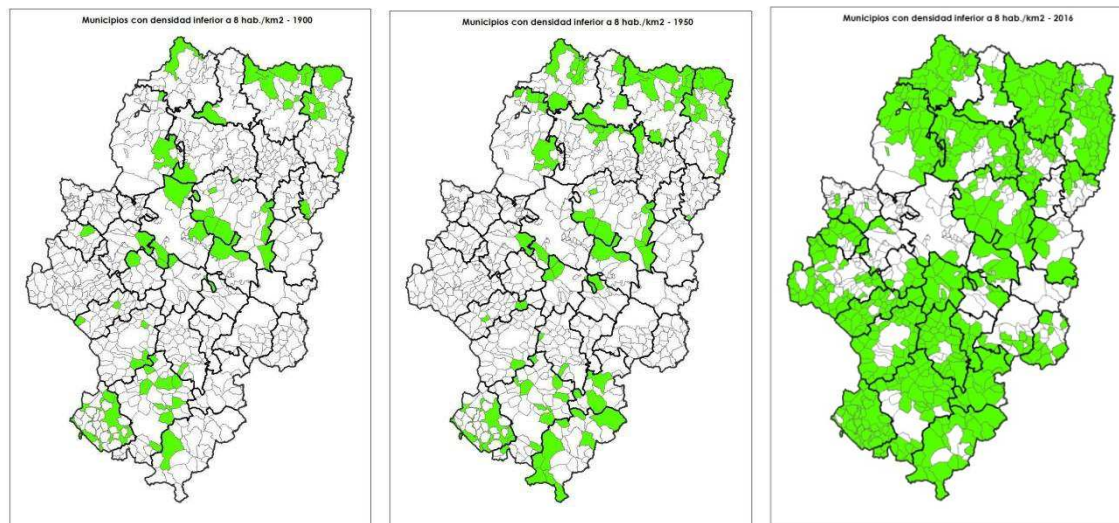 Municipios con densidad inferior a 8 hab./km2 - 1900
Municipios con densidad inferior a 8 hab./km2 - 1950
Municipios con densidad inferior a 8 hab./km2 - 2016